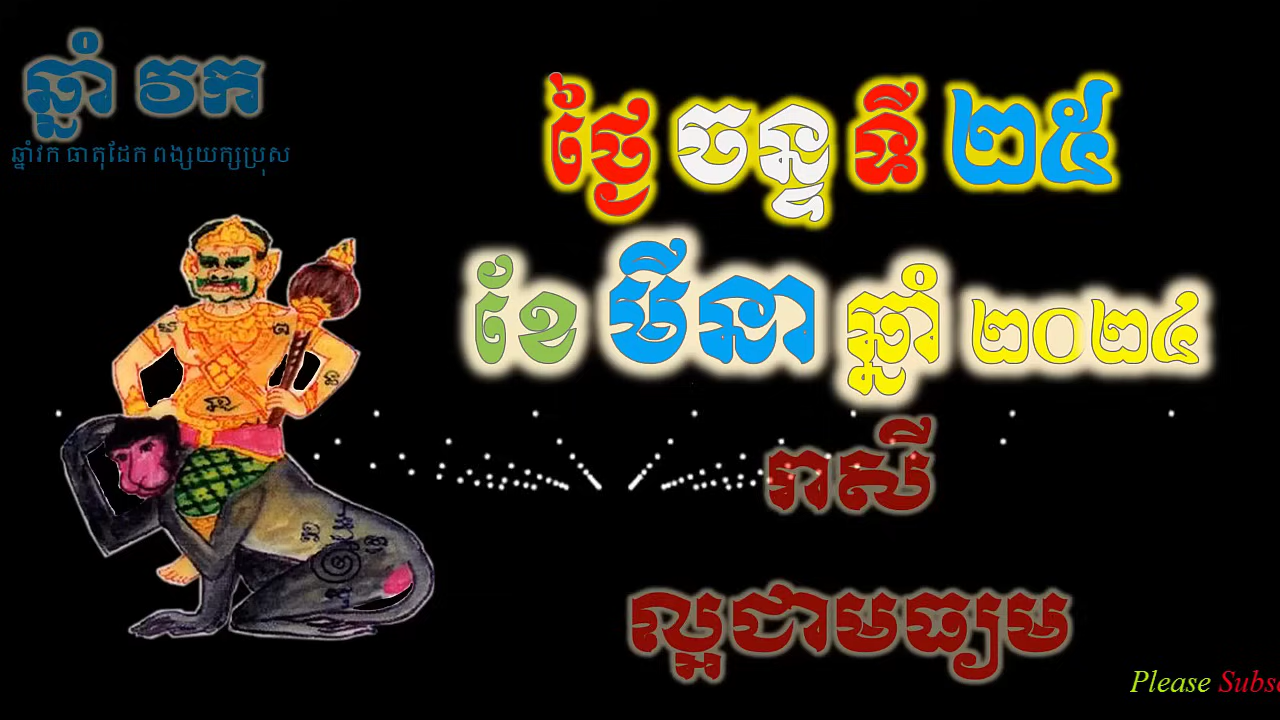 ឆ្នាំ វក
ឆ្នាំវក ធាតុដែក ពង្សយក្សប្រុស
ថ្ងៃ ចន្ទ ទី ២៥
ខែ មីនា ឆ្នាំ ២០២៤
រាសី
ល្អជាមធ្យម
Please Subs